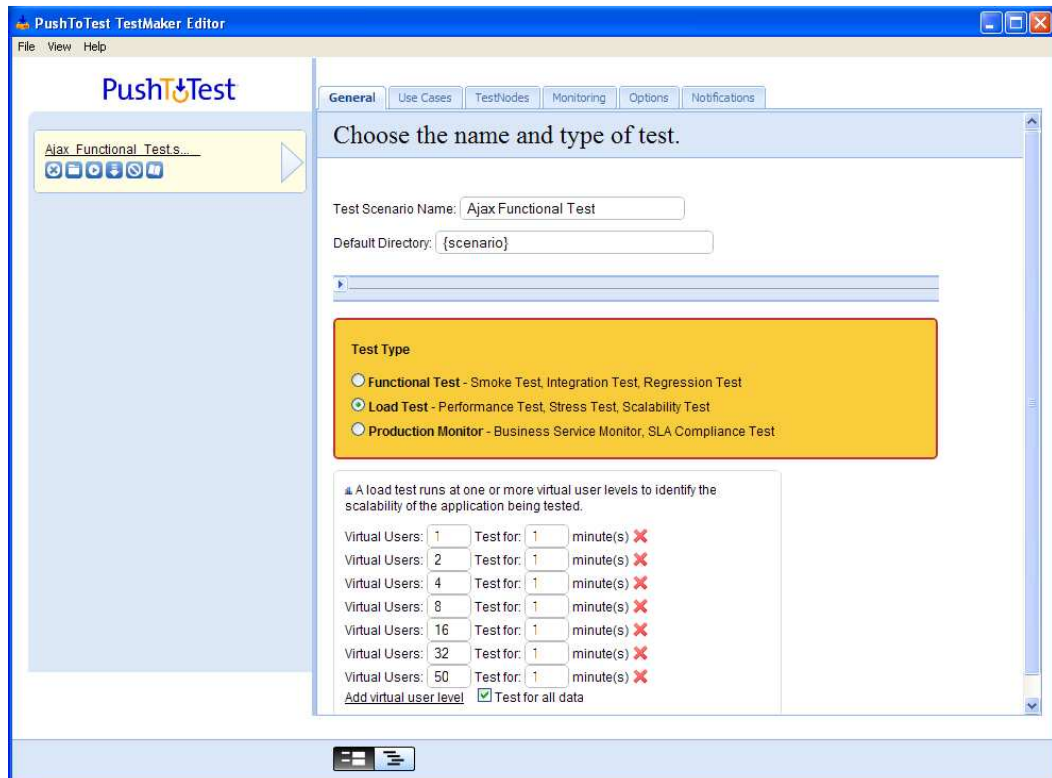 PushToTest TestMaker Editor
File View Help
PushToTest
Ajax Functional Test.s...
General Use Cases TestNodes Monitoring Options Notifications
Choose the name and type of test.
Test Scenario Name: Ajax Functional Test
Default Directory: {scenario}
Test Type
Functional Test - Smoke Test, Integration Test, Regression Test
Load Test - Performance Test, Stress Test, Scalability Test
Production Monitor - Business Service Monitor, SLA Compliance Test
A load test runs at one or more virtual user levels to identify the
scalability of the application being tested.
Virtual Users: 1 Test for: 1 minute(s)
Virtual Users: 2 Test for: 1 minute(s)
Virtual Users: 4 Test for: 1 minute(s)
Virtual Users: 8 Test for: 1 minute(s)
Virtual Users: 16 Test for: 1 minute(s)
Virtual Users: 32 Test for: 1 minute(s)
Virtual Users: 50 Test for: 1 minute(s)
Add virtual user level Test for all data